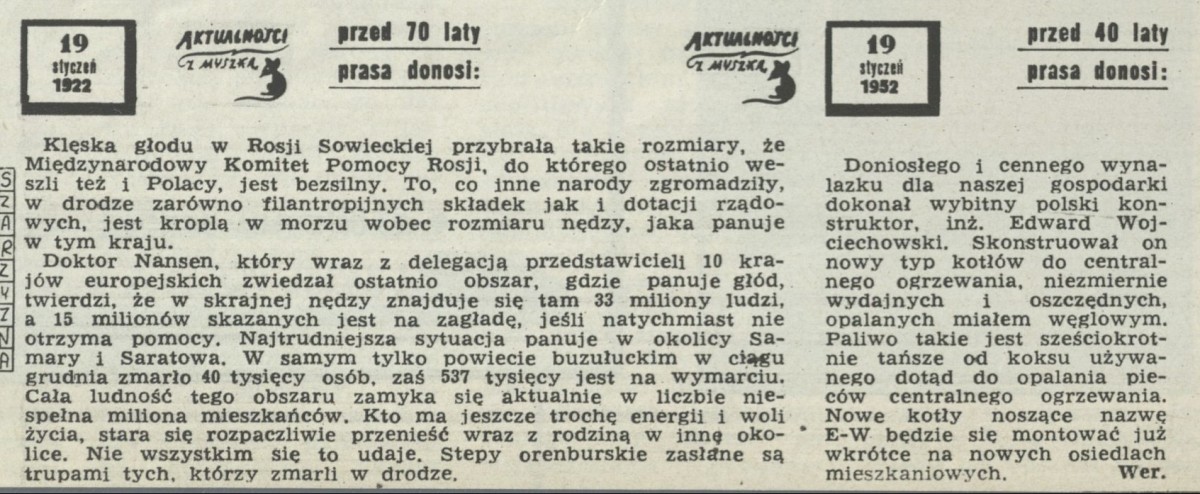 19
styczeń
1922
AKTUALNOŚCI
Z MYSZKĄ
przed 70 laty
prasa donosi:
Klęska głodu w Rosji Sowieckiej przybrała takie rozmiary, że
Międzynarodowy Komitet Pomocy Rosji, do którego ostatnio we-
szli też i Polacy, jest bezsilny. To, co inne narody zgromadziły,
w drodze zarówno filantropijnych składek jak i dotacji rządo-
wych, jest kroplą w morzu wobec rozmiaru nędzy, jaka panuje
w tym kraju.
Doktor Nansen, który wraz z delegacją przedstawicieli 10 kra-
jów europejskich zwiedzał ostatnio obszar, gdzie panuje głód,
twierdzi, że w skrajnej nędzy znajduje się tam 33 miliony ludzi,
a 15 milionów skazanych jest na zagładę, jeśli natychmiast nie
otrzyma pomocy. Najtrudniejsza sytuacja panuje w okolicy Sa-
mary i Saratowa. W samym tylko powiecie buzułuckim w ciągu
grudnia zmarło 40 tysięcy osób, zaś 537 tysięcy jest na wymarciu.
Cała ludność tego obszaru zamyka się aktualnie w liczbie nie-
spełna miliona mieszkańców. Kto ma jeszcze trochę energii i woli
życia, stara się rozpaczliwie przenieść wraz z rodziną w inną oko-
lice. Nie wszystkim się to udaje. Stepy orenburskie zasłane są
trupami tych, którzy zmarli w drodze.
AKTUALNOŚCI
Z MYSZKĄ
19
styczeń
1952
przed 40 laty
prasa donosi:
Doniosłego i cennego wyna-
lazku dla naszej gospodarki
dokonał wybitny polski kon-
struktor, inż. Edward Woj-
ciechowski. Skonstruował on
nowy typ kotłów do central-
nego ogrzewania, niezmiernie
wydajnych i oszczędnych,
opalanych miałem węglowym.
Paliwo takie jest sześciokrot-
nie tańsze od koksu używa-
nego dotąd do opalania pie-
ców centralnego ogrzewania.
Nowe kotły noszące nazwę
E-W będzie się montować już
wkrótce na nowych osiedlach
mieszkaniowych. Wer.
SZARZYZNA